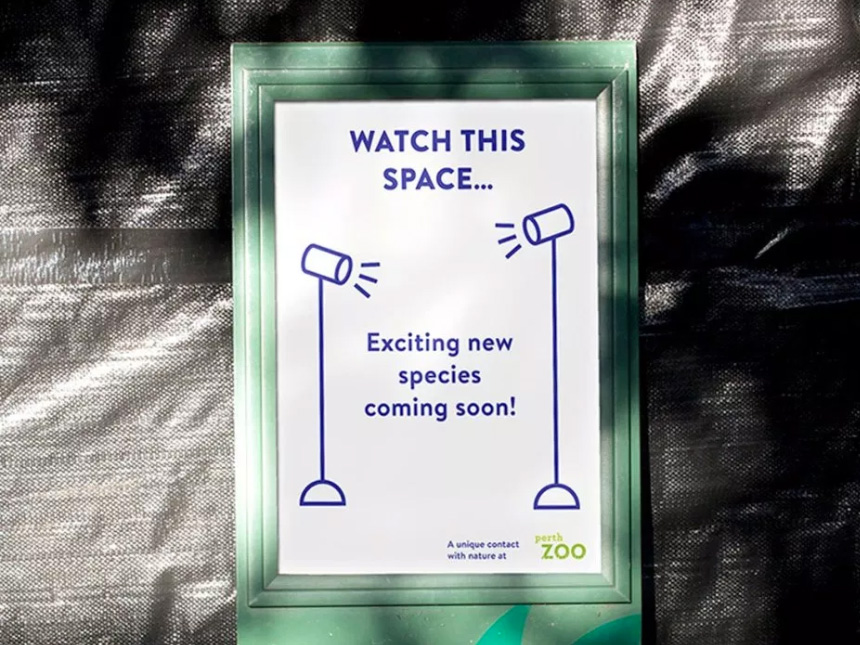 WATCH THIS
SPACE...
Exciting new
species
coming soon!
A unique contact
with nature at
perth
ZOO